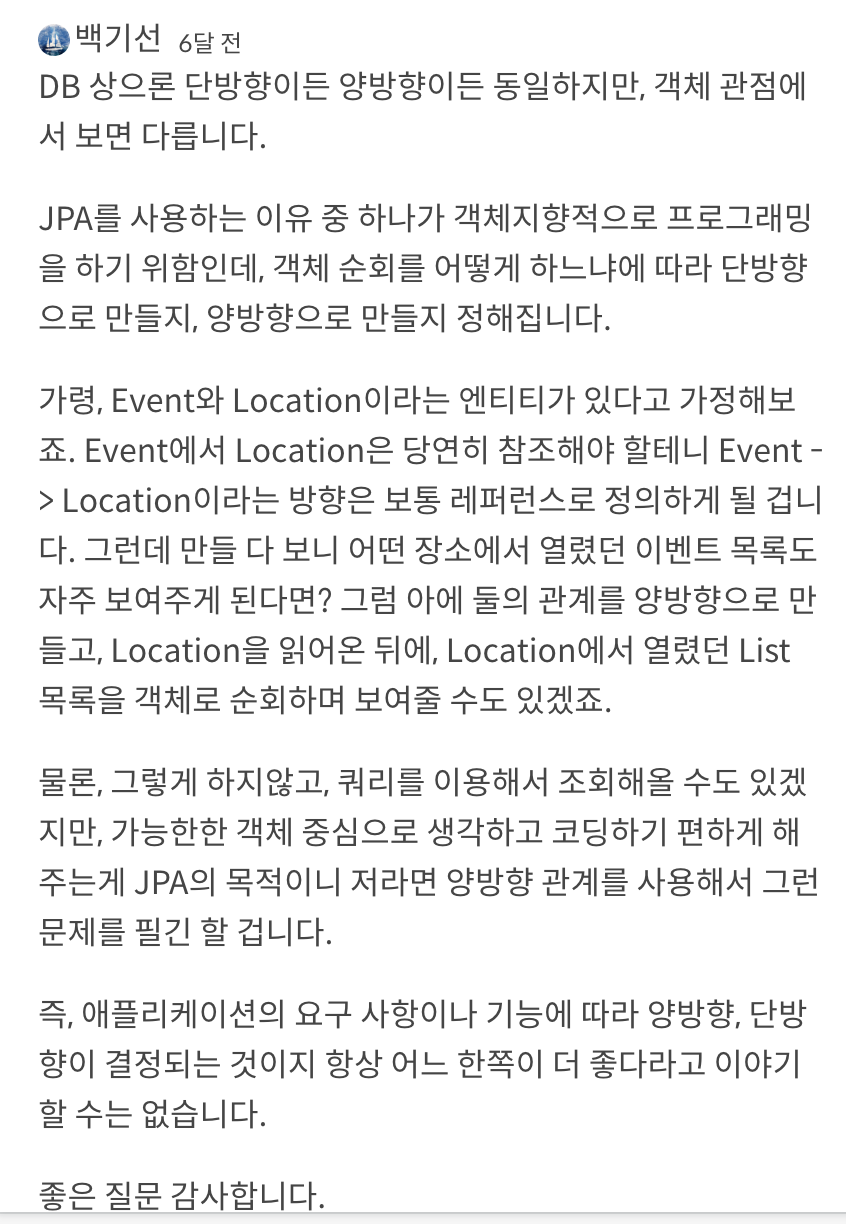 백기선 6달 전
DB 상으론 단방향이든 양방향이든 동일하지만, 객체 관점에
서 보면 다릅니다.
JPA를 사용하는 이유 중 하나가 객체지향적으로 프로그래밍
을 하기 위함인데, 객체 순회를 어떻게 하느냐에 따라 단방향
으로 만들지, 양방향으로 만들지 정해집니다.
가령, Event와 Location이라는 엔티티가 있다고 가정해보
죠. Event에서 Location은 당연히 참조해야 할테니 Event -
> Location이라는 방향은 보통 레퍼런스로 정의하게 될 겁니
다. 그런데 만들 다 보니 어떤 장소에서 열렸던 이벤트 목록도
자주 보여주게 된다면? 그럼 아에 둘의 관계를 양방향으로 만
들고, Location을 읽어온 뒤에, Location에서 열렸던 List
목록을 객체로 순회하며 보여줄 수도 있겠죠.
물론, 그렇게 하지않고, 쿼리를 이용해서 조회해올 수도 있겠
지만, 가능한한 객체 중심으로 생각하고 코딩하기 편하게 해
주는게 JPA의 목적이니 저라면 양방향 관계를 사용해서 그런
문제를 필긴 할 겁니다.
즉, 애플리케이션의 요구 사항이나 기능에 따라 양방향, 단방
향이 결정되는 것이지 항상 어느 한쪽이 더 좋다라고 이야기
할 수는 없습니다.
좋은 질문 감사합니다.